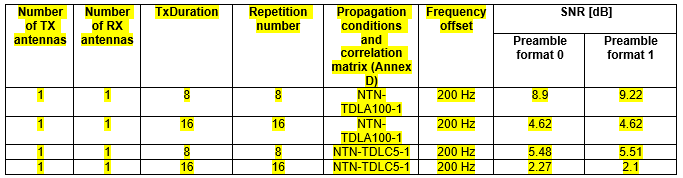 Number of TX antennas | Number of RX antennas | TxDuration | Repetition number | Propagation conditions and correlation matrix (Annex D) | Frequency offset | SNR [dB]
Preamble format 0 | Preamble format 1
1 | 1 | 8 | 8 | NTN-TDLA100-1 | 200 Hz | 8.9 | 9.22
1 | 1 | 16 | 16 | NTN-TDLA100-1 | 200 Hz | 4.62 | 4.62
1 | 1 | 8 | 8 | NTN-TDLC5-1 | 200 Hz | 5.48 | 5.51
1 | 1 | 16 | 16 | NTN-TDLC5-1 | 200 Hz | 2.27 | 2.1